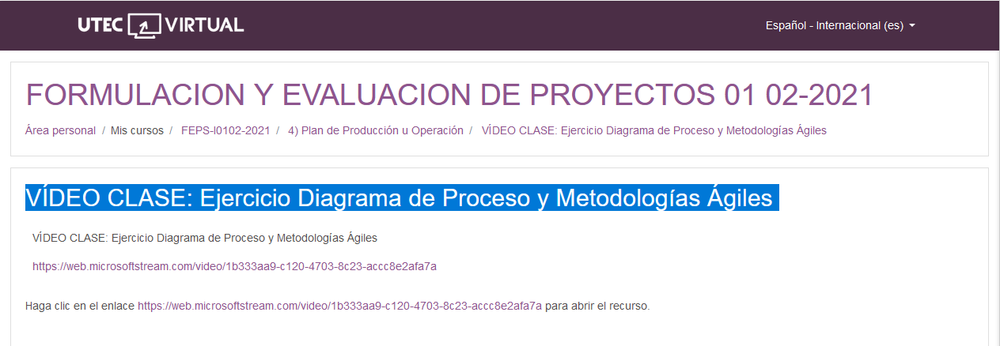 UTEC VIRTUAL
Español - Internacional (es)
FORMULACION Y EVALUACION DE PROYECTOS 01 02-2021
Área personal / Mis cursos / FEPS-I0102-2021 / 4) Plan de Producción u Operación / VÍDEO CLASE: Ejercicio Diagrama de Proceso y Metodologías Ágiles
VÍDEO CLASE: Ejercicio Diagrama de Proceso y Metodologías Ágiles
VÍDEO CLASE: Ejercicio Diagrama de Proceso y Metodologías Ágiles
https://web.microsoftstream.com/video/1b333aa9-c120-4703-8c23-accc8e2afa7a
Haga clic en el enlace https://web.microsoftstream.com/video/1b333aa9-c120-4703-8c23-accc8e2afa7a para abrir el recurso.